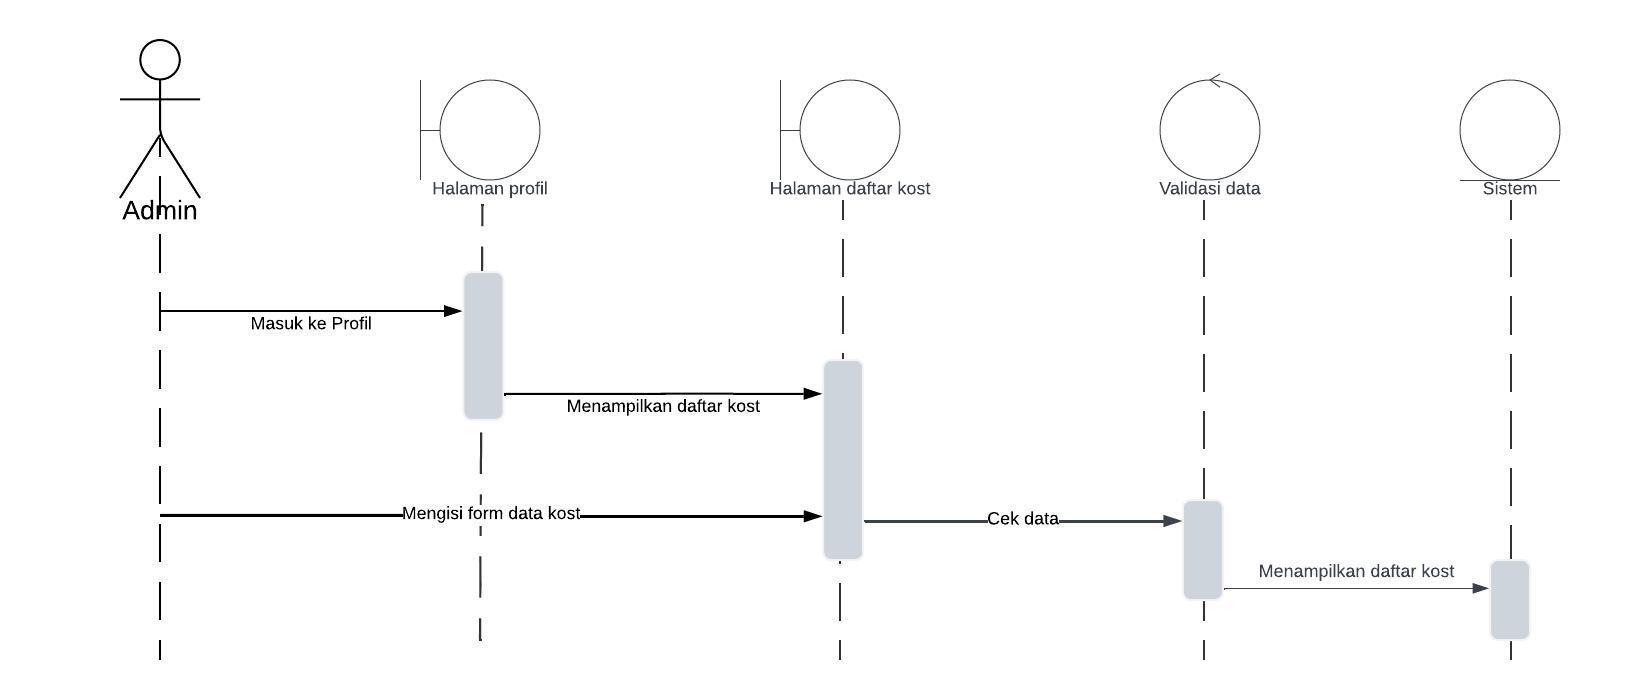 Admin
Halaman profil
Halaman daftar kost
Validasi data
Sistem
Masuk ke Profil
Menampilkan daftar kost
Mengisi form data kost
Cek data
Menampilkan daftar kost